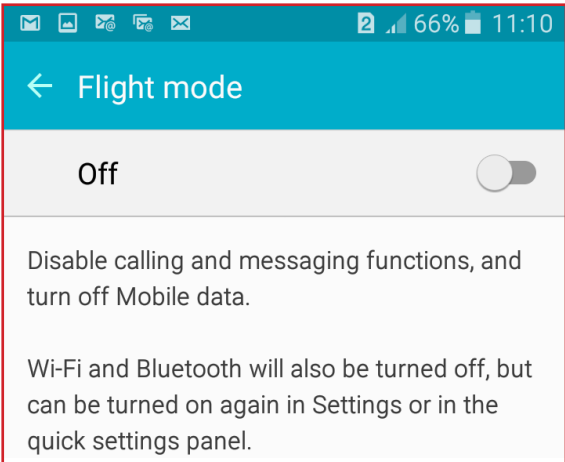 2 66% 11:10
Flight mode
Off
Disable calling and messaging functions, and
turn off Mobile data.
Wi-Fi and Bluetooth will also be turned off, but
can be turned on again in Settings or in the
quick settings panel.